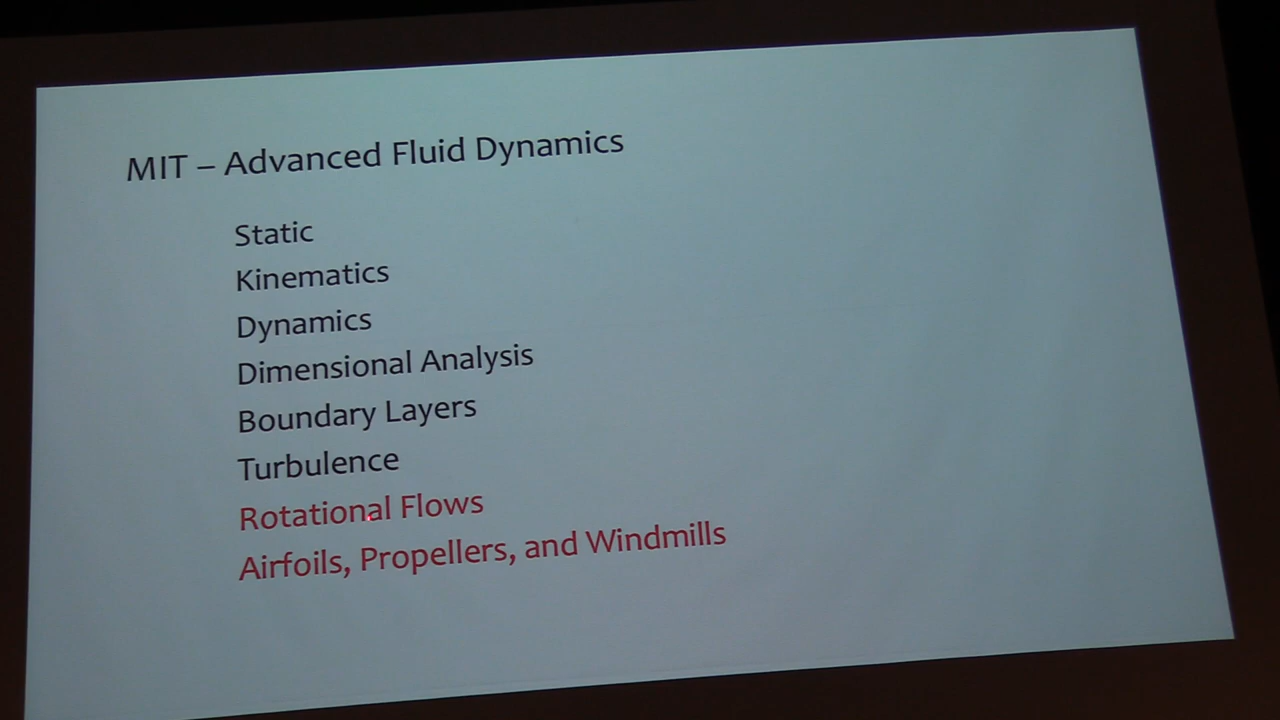 MIT – Advanced Fluid Dynamics
Static
Kinematics
Dynamics
Dimensional Analysis
Boundary Layers
Turbulence
Rotational Flows
Airfoils, Propellers, and Windmills